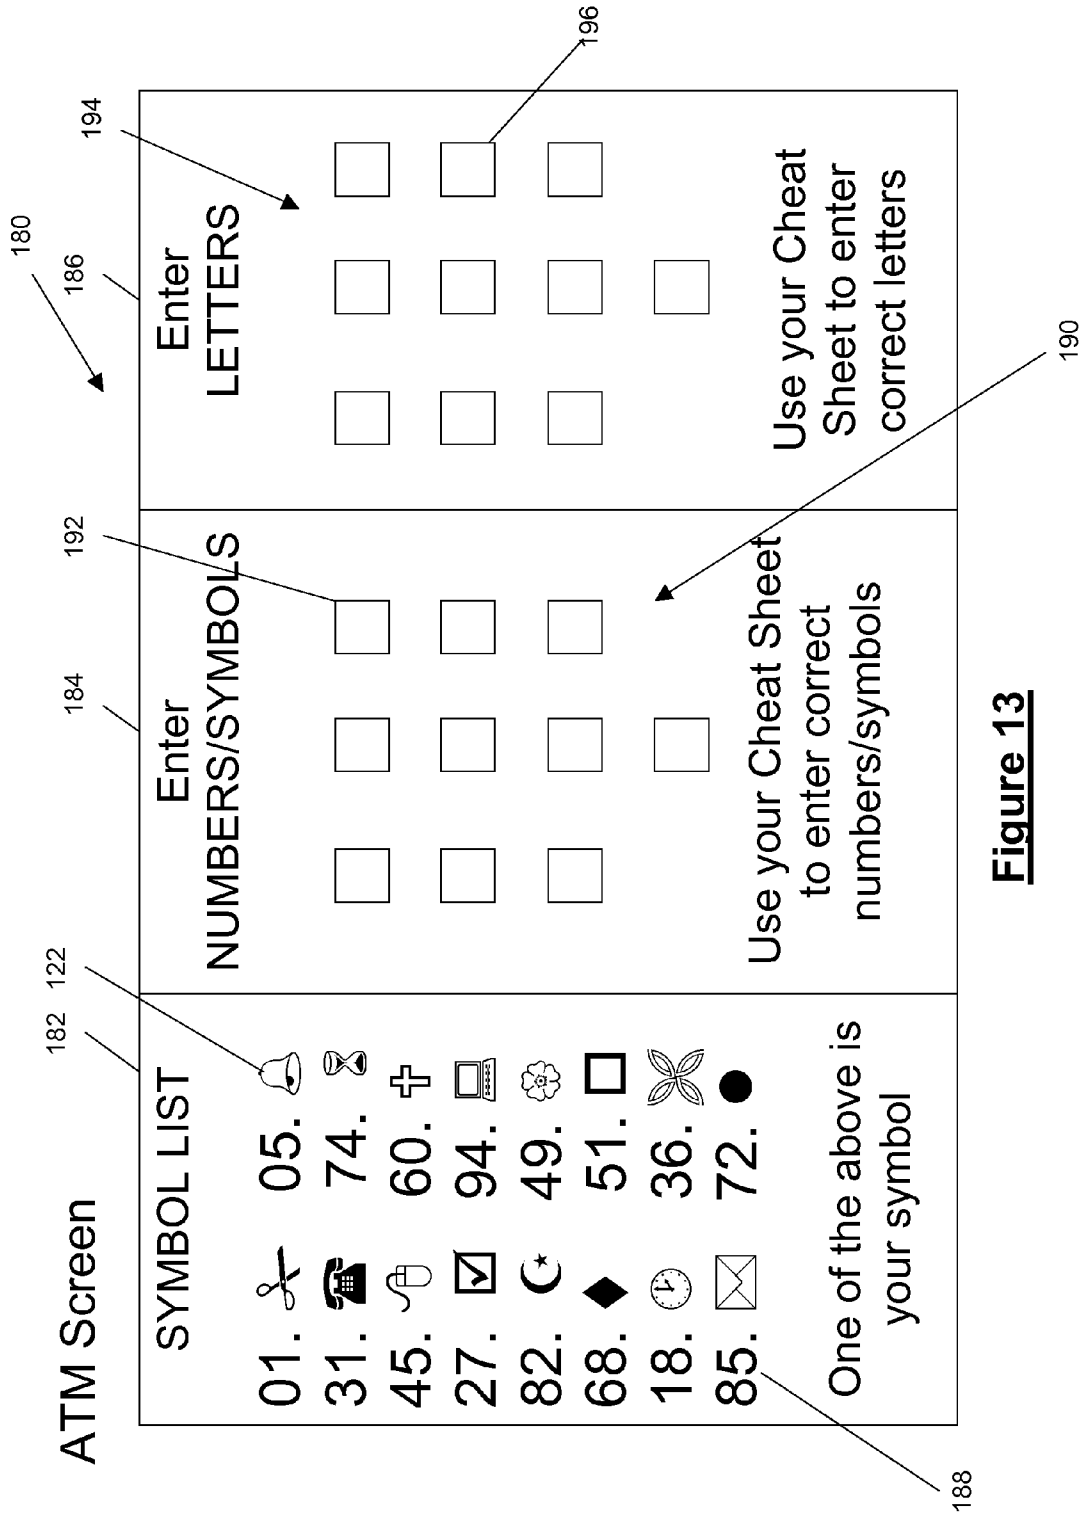 180
194
196
186
192
184
122
182
ATM Screen
SYMBOL LIST
01. 05.
31. 74.
45. 60.
27. 94.
82. 49.
68. 51.
18. 36.
85. 72.
One of the above is
your symbol
Enter
NUMBERS/SYMBOLS
Use your Cheat Sheet
to enter correct
numbers/symbols
Enter
LETTERS
Use your Cheat
Sheet to enter
correct letters
188
190
Figure 13